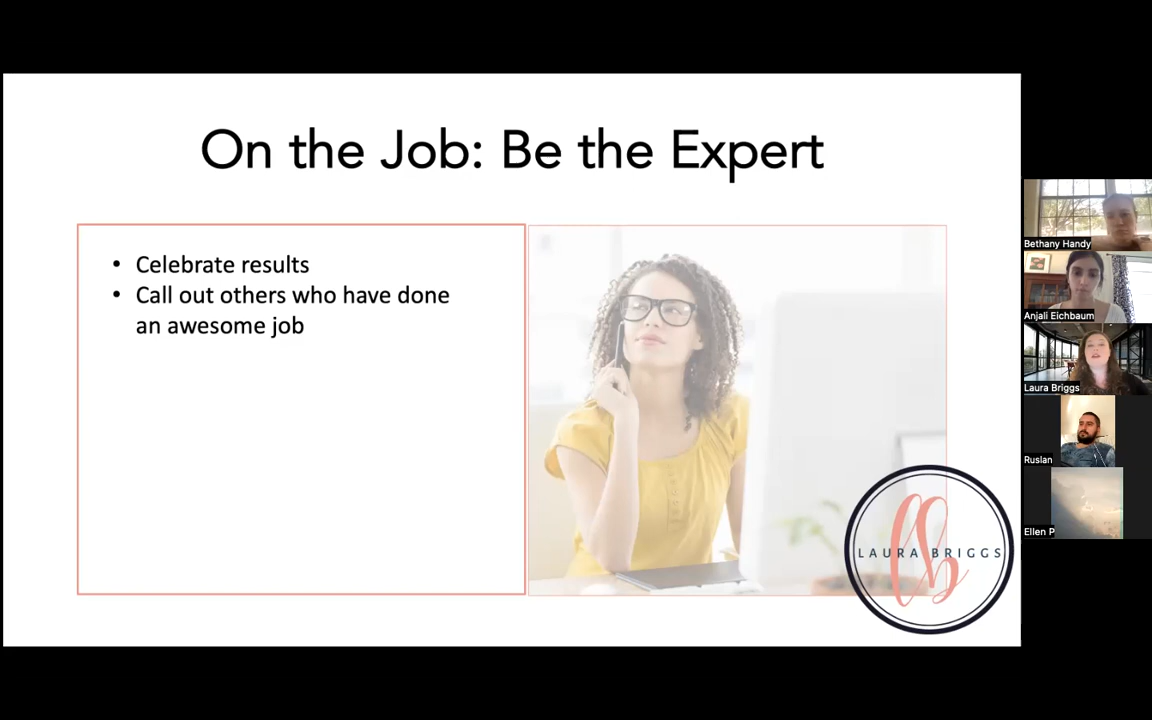 On the Job: Be the Expert
• Celebrate results
• Call out others who have done
an awesome job
LAURA BRIGGS
Bethany Handy
Anjali Eichbaum
Laura Briggs
Ruslan
Ellen P